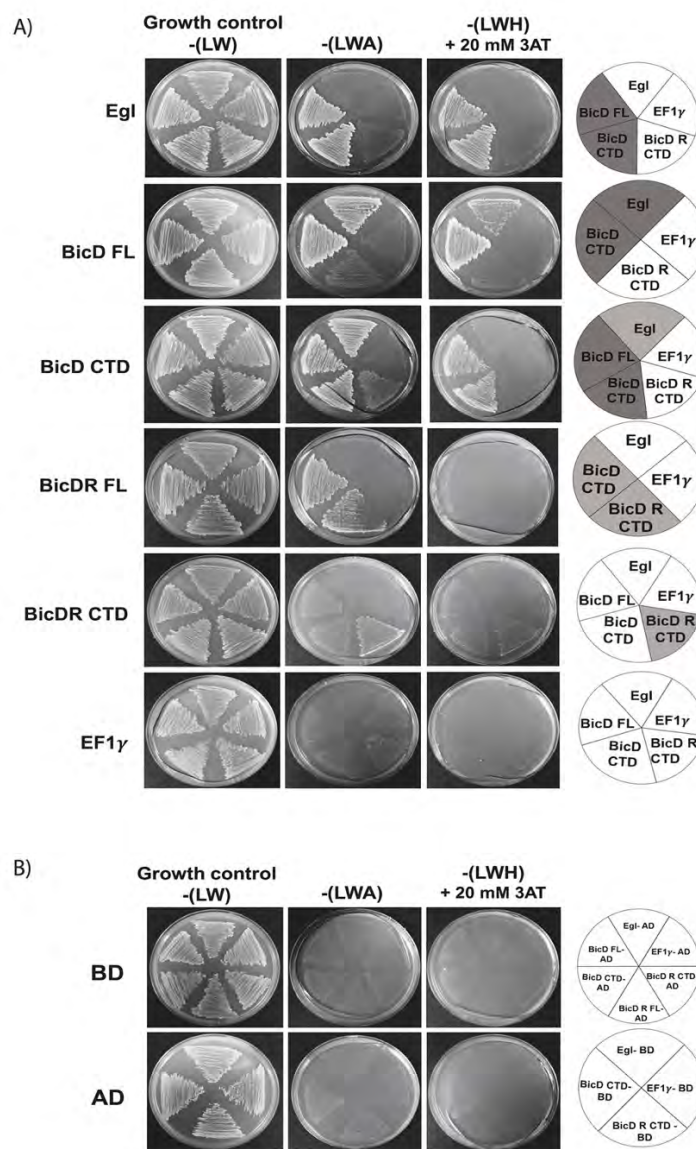 A)
Growth control
-(LW)
-(LWA)
-(LWH)
+ 20 mM 3AT
Egl
Egl
BicD FL
EF1γ
BicD
CTD
BicD R
CTD
BicD FL
Egl
BicD
CTD
EF1γ
BicD R
CTD
BicD CTD
Egl
BicD FL
EF1γ
BicD
CTD
BicD R
CTD
BicDR FL
Egl
BicD
CTD
EF1γ
BicD R
CTD
BicDR CTD
Egl
BicD FL
EF1γ
BicD
CTD
BicD R
CTD
EF1γ
Egl
BicD FL
EF1γ
BicD
CTD
BicD R
CTD
B)
Growth control
-(LW)
-(LWA)
-(LWH)
+ 20 mM 3AT
BD
Egl- AD
BicD FL-
AD
EF1γ- AD
BicD CTD-
AD
BicD R CTD
AD
BicD R FL-
AD
AD
Egl- BD
BicD CTD-
BD
EF1γ- BD
BicD R CTD -
BD